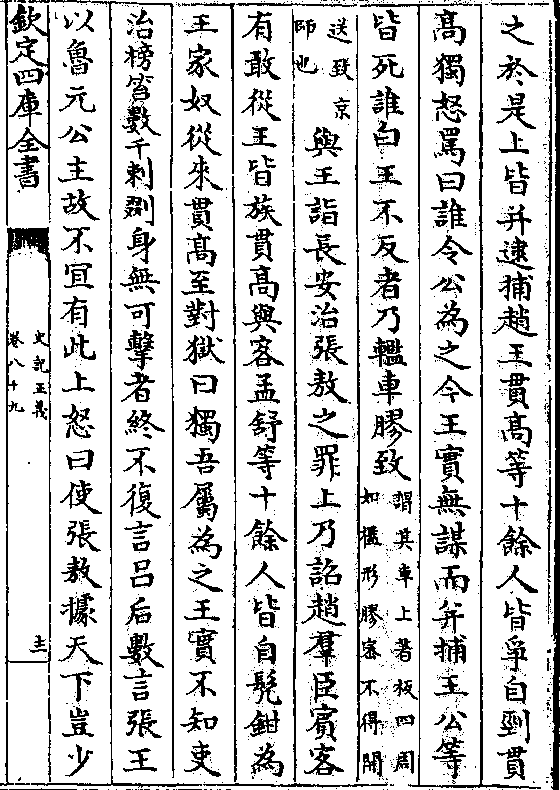 之於是上皆并逮捕趙王貫高等十餘人皆爭自剄貫
高獨怒罵曰誰令公為之今王實無謀而并捕王公等
皆死誰白王不反者乃轞車膠致謂其車上著板四周如檻形膠密不得開
送致京師也與王詣長安治張敖之罪上乃詔趙羣臣賓客
有敢從王皆族貫高與客孟舒等十餘人皆自髠鉗為
王家奴從來貫高至對獄曰獨吾屬為之王實不知吏
治榜笞數千刺剟身無可擊者終不復言呂后數言張王
以魯元公主故不宜有此上怒曰使張敖據天下豈少
欽定四庫全書
史記正義
卷八十九
十二